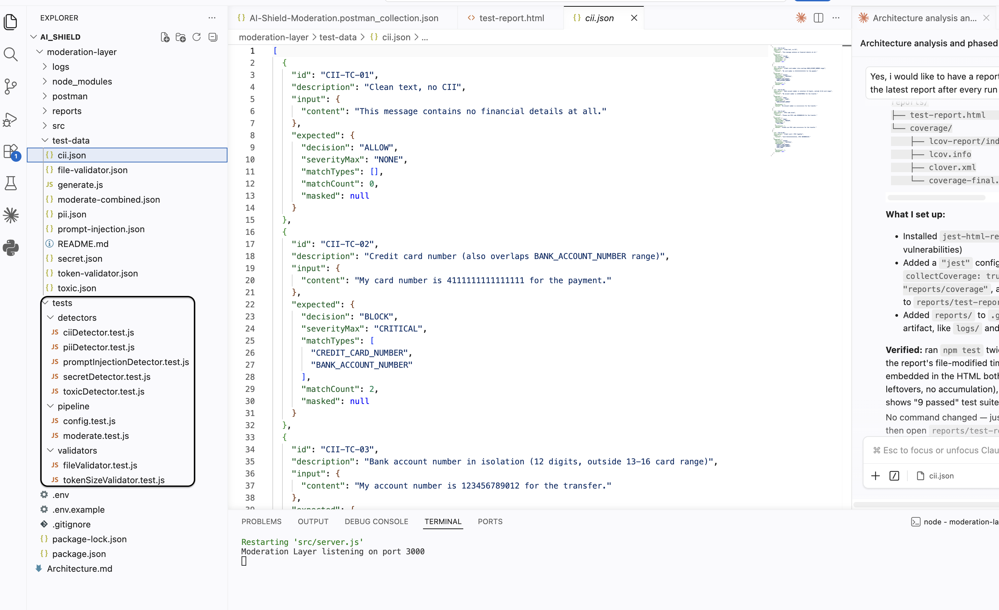 EXPLORER
AI_SHIELD
moderation-layer
logs
node_modules
postman
reports
src
test-data
cii.json
file-validator.json
generate.js
moderate-combined.json
pii.json
prompt-injection.json
README.md
secret.json
token-validator.json
toxic.json
tests
detectors
JS ciiDetector.test.js
JS piiDetector.test.js
JS promptInjectionDetector.test.js
JS secretDetector.test.js
JS toxicDetector.test.js
pipeline
JS config.test.js
JS moderate.test.js
validators
JS fileValidator.test.js
JS tokenSizeValidator.test.js
.env
.env.example
.gitignore
package-lock.json
package.json
Architecture.md
1
{} AI-Shield-Moderation.postman_collection.json
<> test-report.html
{} cii.json
moderation-layer > test-data > {} cii.json > ...
1 [
2 {
3 "id": "CII-TC-01",
4 "description": "Clean text, no CII",
5 "input": {
6 "content": "This message contains no financial details at all."
7 },
8 "expected": {
9 "decision": "ALLOW",
10 "severityMax": "NONE",
11 "matchTypes": [],
12 "matchCount": 0,
13 "masked": null
14 }
15 },
16 {
17 "id": "CII-TC-02",
18 "description": "Credit card number (also overlaps BANK_ACCOUNT_NUMBER range)",
19 "input": {
20 "content": "My card number is 4111111111111111 for the payment."
21 },
22 "expected": {
23 "decision": "BLOCK",
24 "severityMax": "CRITICAL",
25 "matchTypes": [
26 "CREDIT_CARD_NUMBER",
27 "BANK_ACCOUNT_NUMBER"
28 ],
29 "matchCount": 2,
30 "masked": null
31 }
32 },
33 {
34 "id": "CII-TC-03",
35 "description": "Bank account number in isolation (12 digits, outside 13-16 card range)",
36 "input": {
37 "content": "My account number is 123456789012 for the transfer."
38 },
39 "expected": {
PROBLEMS OUTPUT DEBUG CONSOLE TERMINAL PORTS
node - moderation-la
Restarting 'src/server.js'
Moderation Layer listening on port 3000
Architecture analysis an...
Architecture analysis and phased
Yes, i would like to have a report
the latest report after every run
reports/
├── test-report.html
└── coverage/
├── lcov-report/ind
├── lcov.info
├── clover.xml
└── coverage-final.
What I set up:
• Installed jest-html-re
vulnerabilities)
• Added a "jest" config
collectCoverage: tru
"reports/coverage", a
to reports/test-repor
• Added reports/ to .g
artifact, like logs/ and
Verified: ran npm test twi
the report's file-modified tim
embedded in the HTML both
leftovers, no accumulation),
shows "9 passed" test suite
No command changed — jus
then open reports/test-re
⌘ Esc to focus or unfocus Clau
cii.json